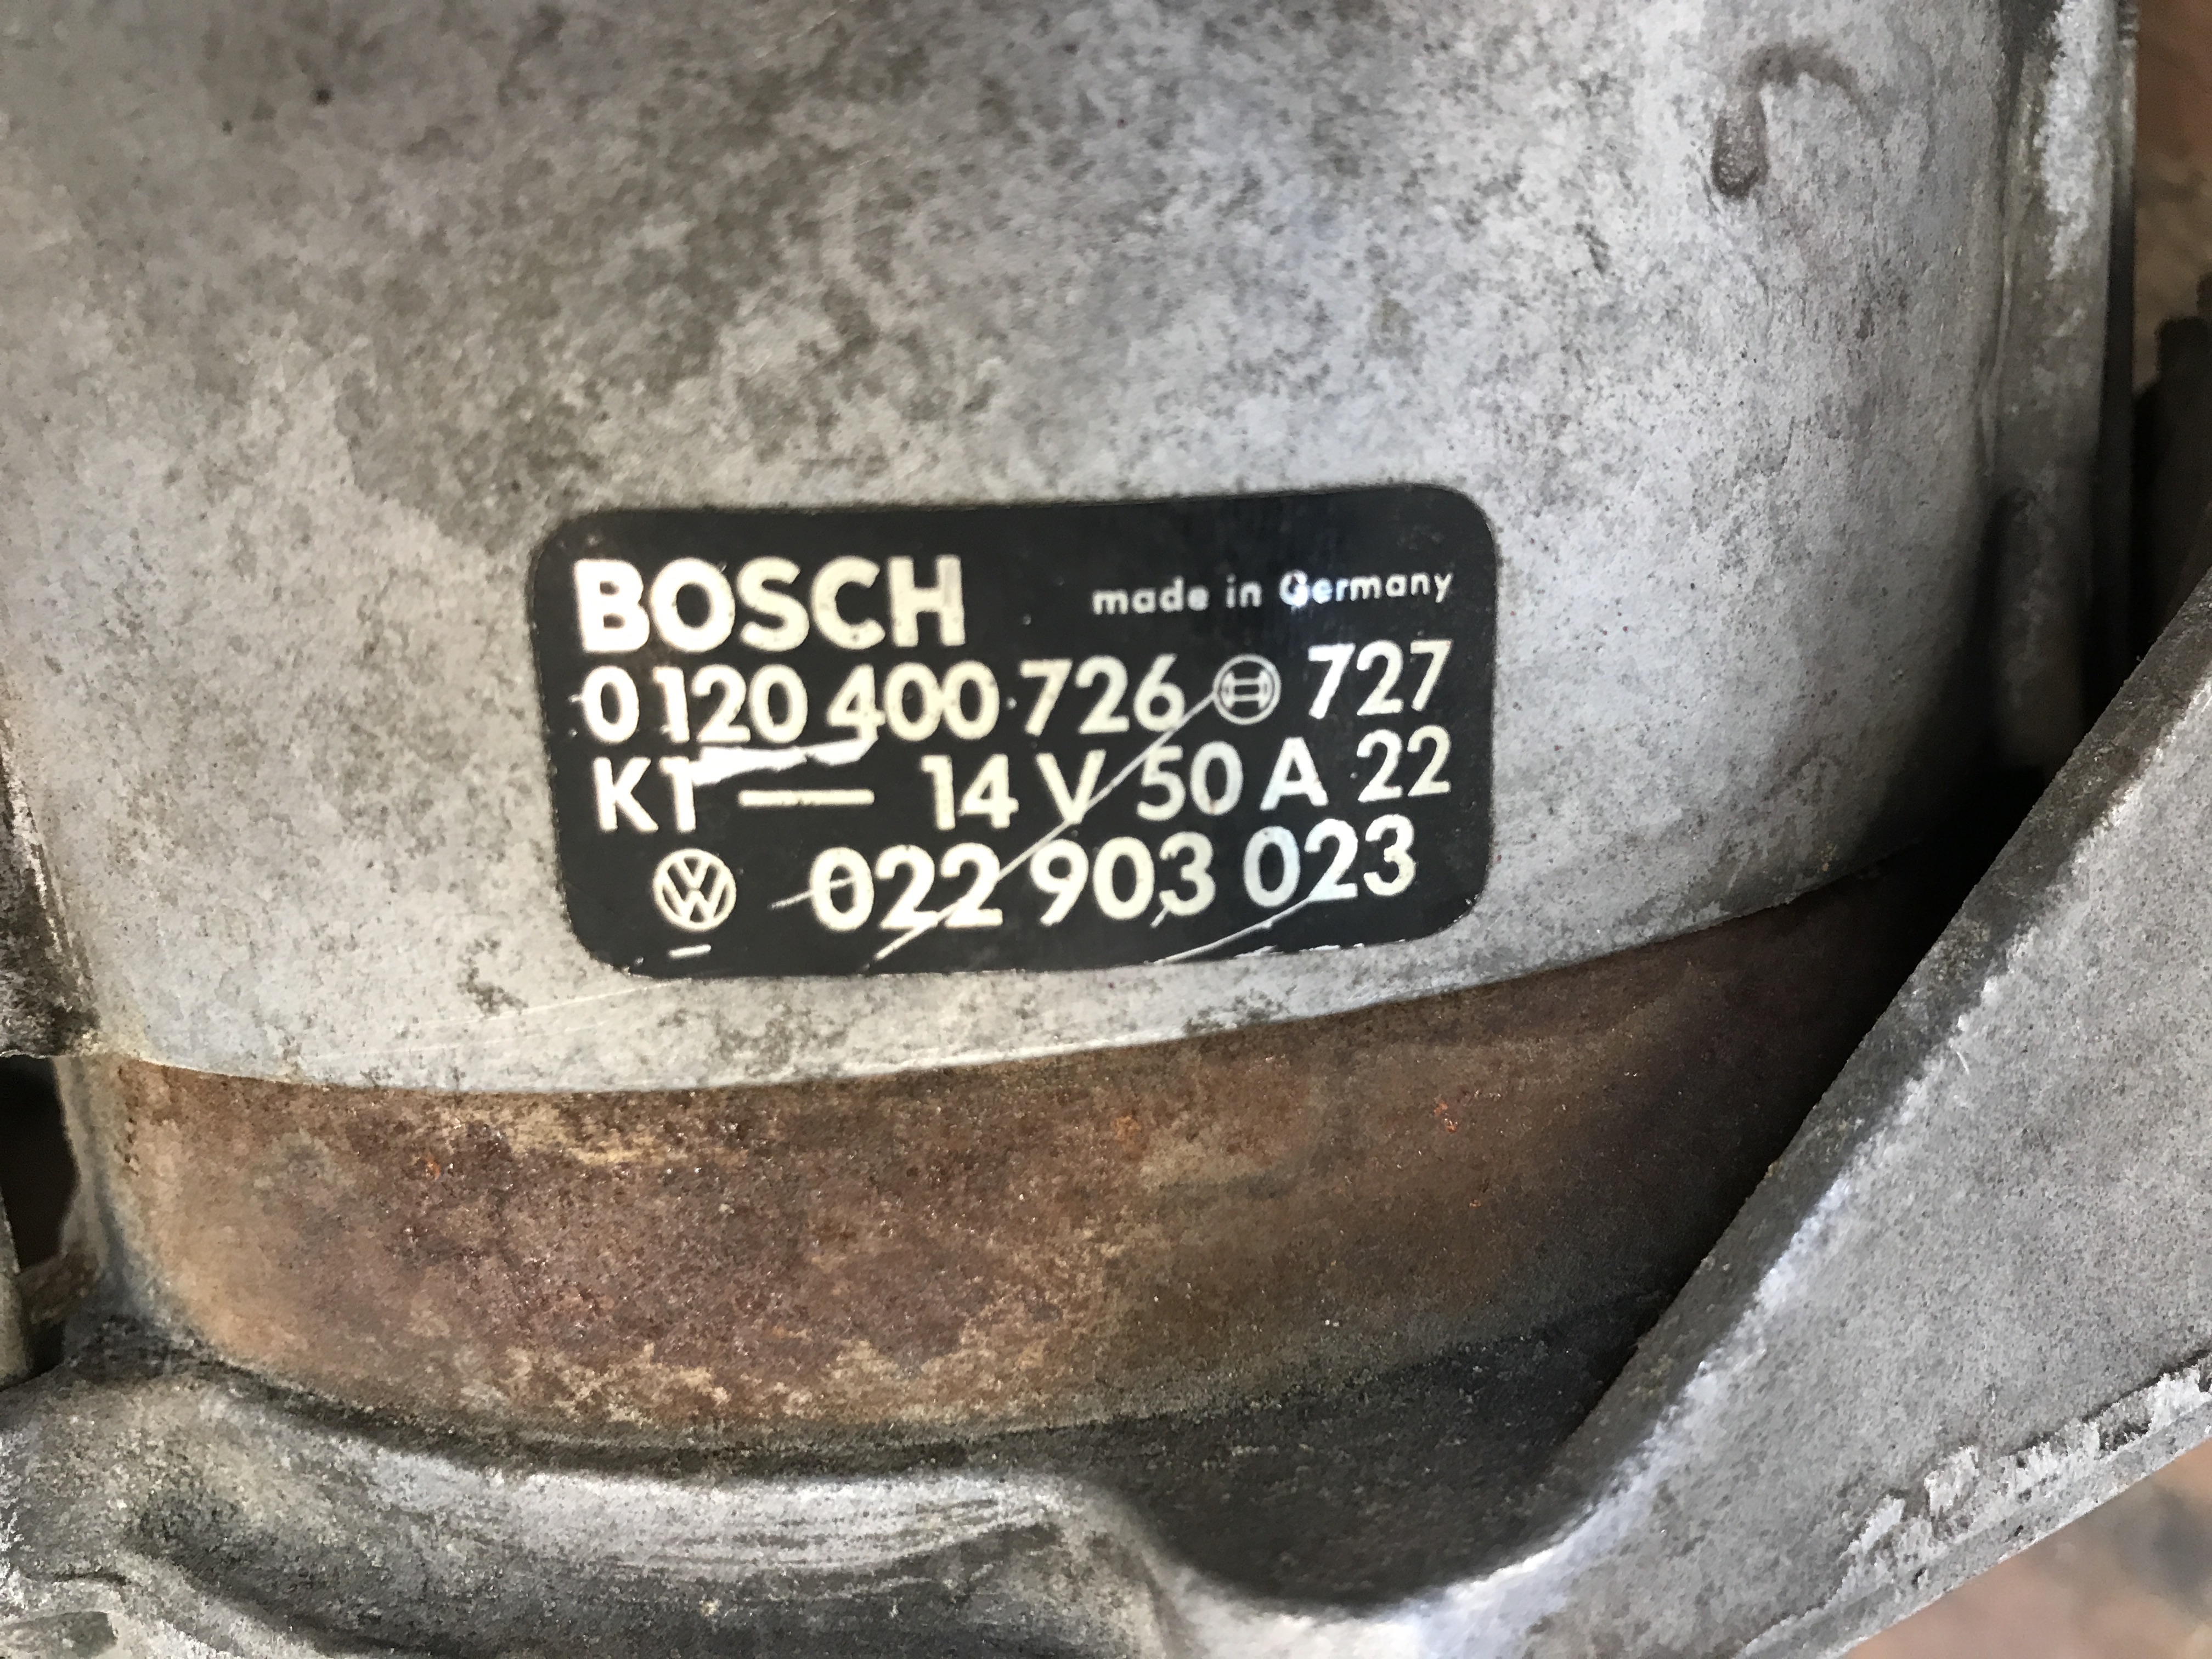 BOSCH made in Germany
0 120 400 726 727
K1 — 14 V 50 A 22
022 903 023